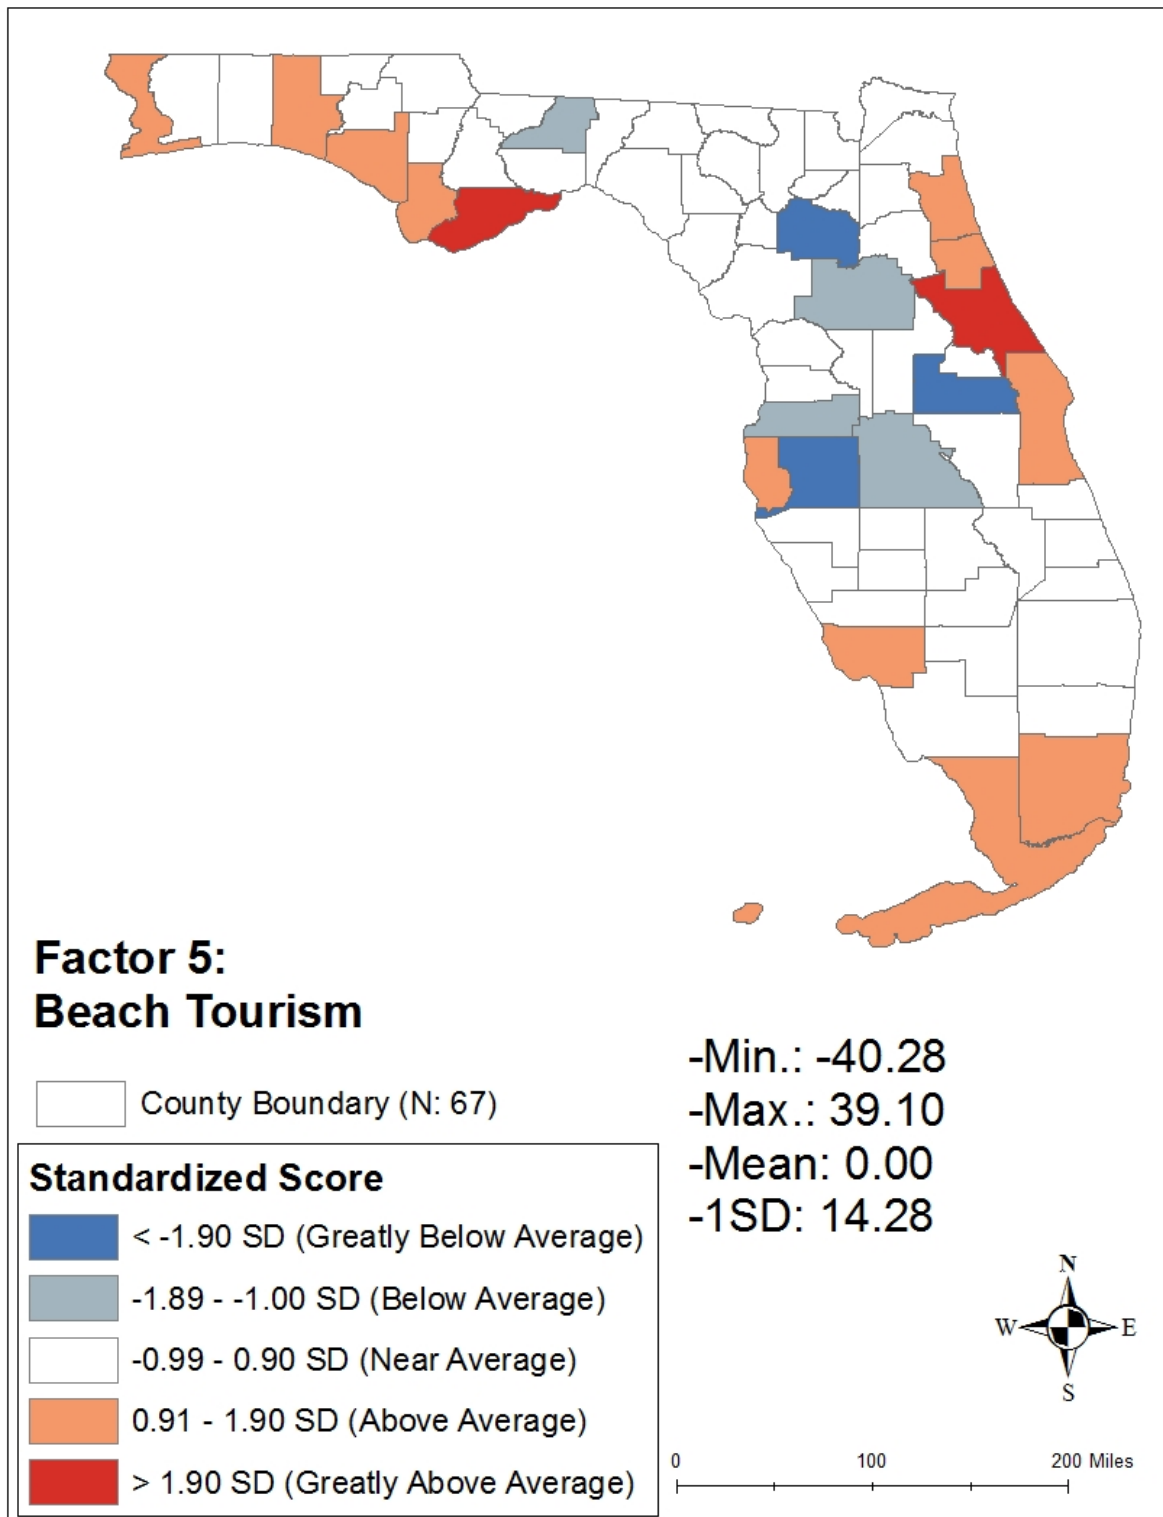 Factor 5:
Beach Tourism
County Boundary (N: 67)
Standardized Score
< -1.90 SD (Greatly Below Average)
-1.89 - -1.00 SD (Below Average)
-0.99 - 0.90 SD (Near Average)
0.91 - 1.90 SD (Above Average)
> 1.90 SD (Greatly Above Average)
-Min.: -40.28
-Max.: 39.10
-Mean: 0.00
-1SD: 14.28
N
W E
S
0 100 200 Miles